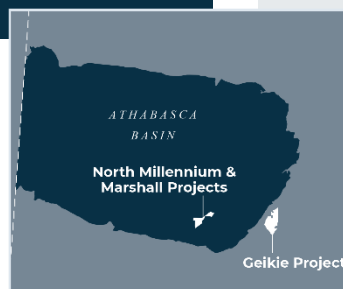 ATHABASCA
BASIN
North Millennium &
Marshall Projects
Geikie Project